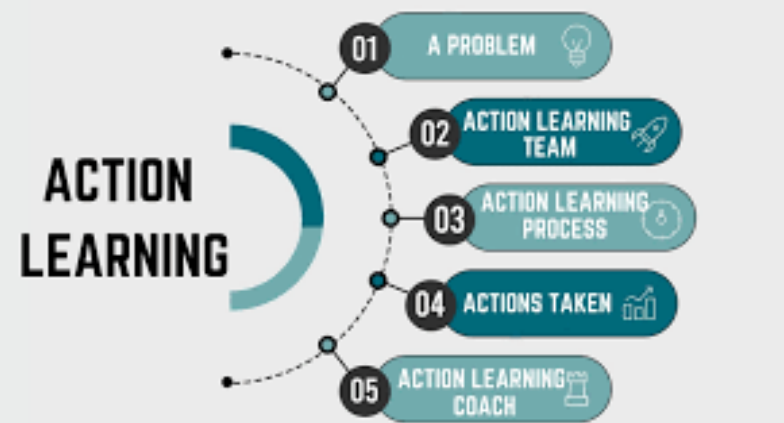 ACTION
LEARNING
01
A PROBLEM
02
ACTION LEARNING
TEAM
03
ACTION LEARNING
PROCESS
04
ACTIONS TAKEN
05
ACTION LEARNING
COACH